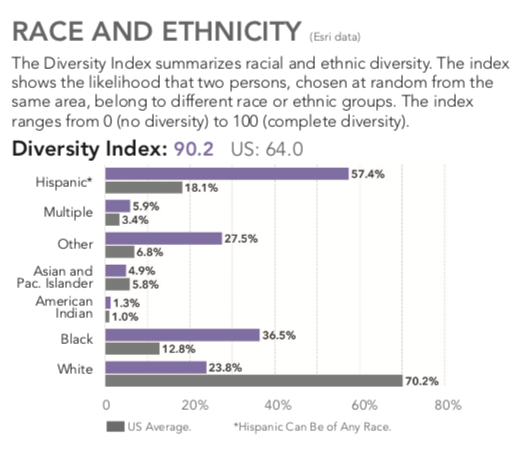 RACE AND ETHNICITY (Esri data)
The Diversity Index summarizes racial and ethnic diversity. The index
shows the likelihood that two persons, chosen at random from the
same area, belong to different race or ethnic groups. The index
ranges from 0 (no diversity) to 100 (complete diversity).
Diversity Index: 90.2 US: 64.0
Hispanic* 57.4%
18.1%
Multiple 5.9%
3.4%
Other 27.5%
6.8%
Asian and 4.9%
Pac. Islander 5.8%
American 1.3%
Indian 1.0%
Black 36.5%
12.8%
White 23.8%
70.2%
0 20% 40% 60% 80%
US Average. *Hispanic Can Be of Any Race.